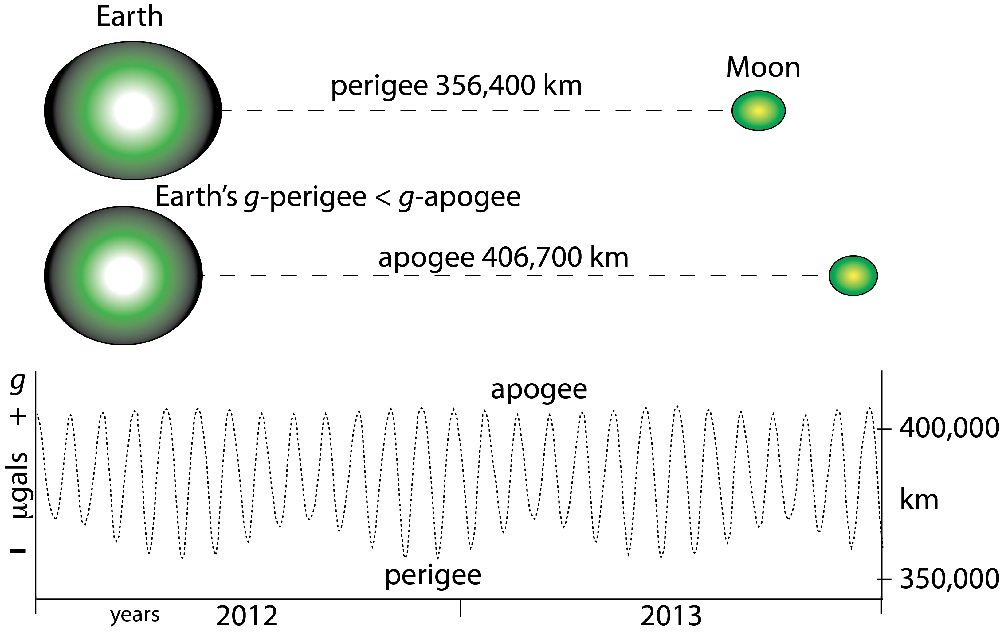 Earth
Moon
perigee 356,400 km
Earth’s g-perigee < g-apogee
apogee 406,700 km
g
+
µgals
–
apogee
400,000
km
perigee
350,000
years
2012
2013